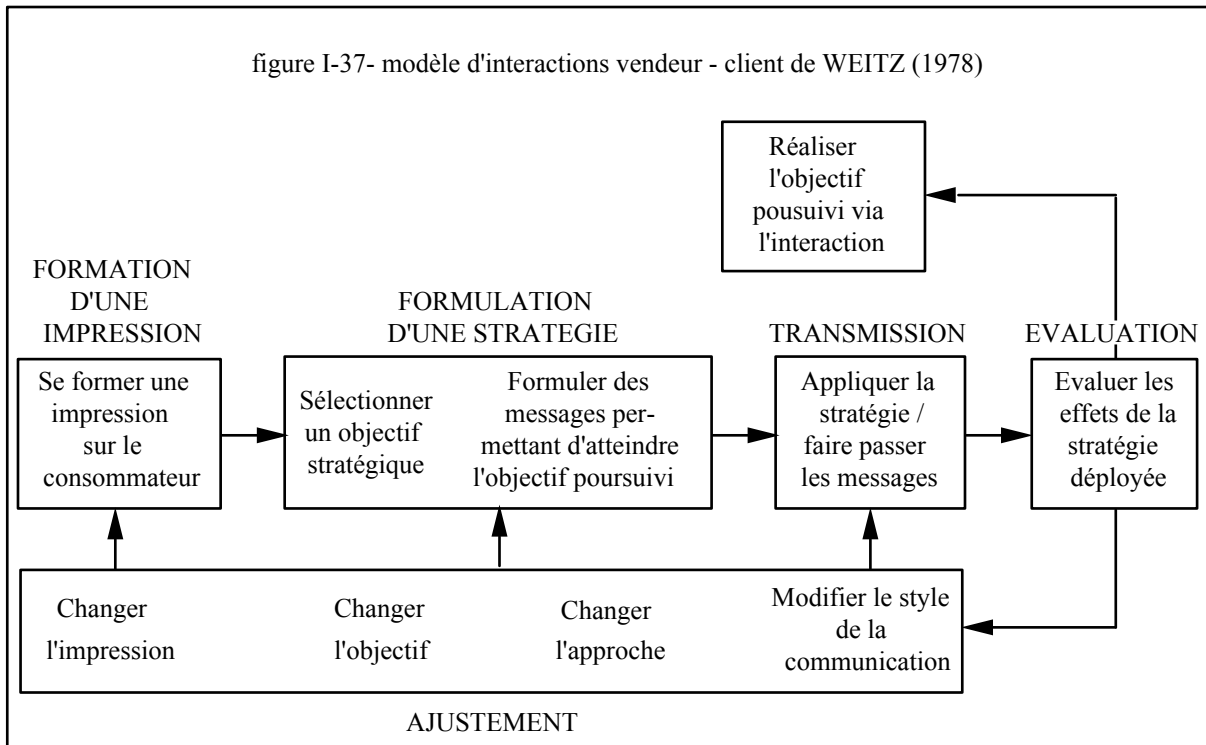 figure I-37- modèle d'interactions vendeur - client de WEITZ (1978)
Réaliser
l'objectif
pousuivi via
l'interaction
FORMATION
D'UNE
IMPRESSION
FORMULATION
D'UNE STRATEGIE
TRANSMISSION
EVALUATION
Se former une
impression
sur le
consommateur
Sélectionner
un objectif
stratégique
Formuler des
messages per-
mettant d'atteindre
l'objectif poursuivi
Appliquer la
stratégie /
faire passer
les messages
Evaluer les
effets de la
stratégie
déployée
Changer
l'impression
Changer
l'objectif
Changer
l'approche
Modifier le style
de la
communication
AJUSTEMENT